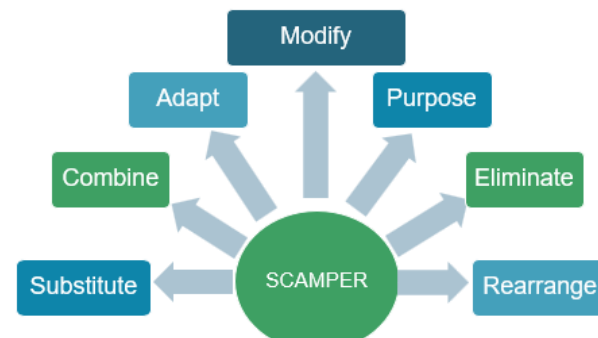 Modify
Adapt
Purpose
Combine
Eliminate
Substitute
SCAMPER
Rearrange